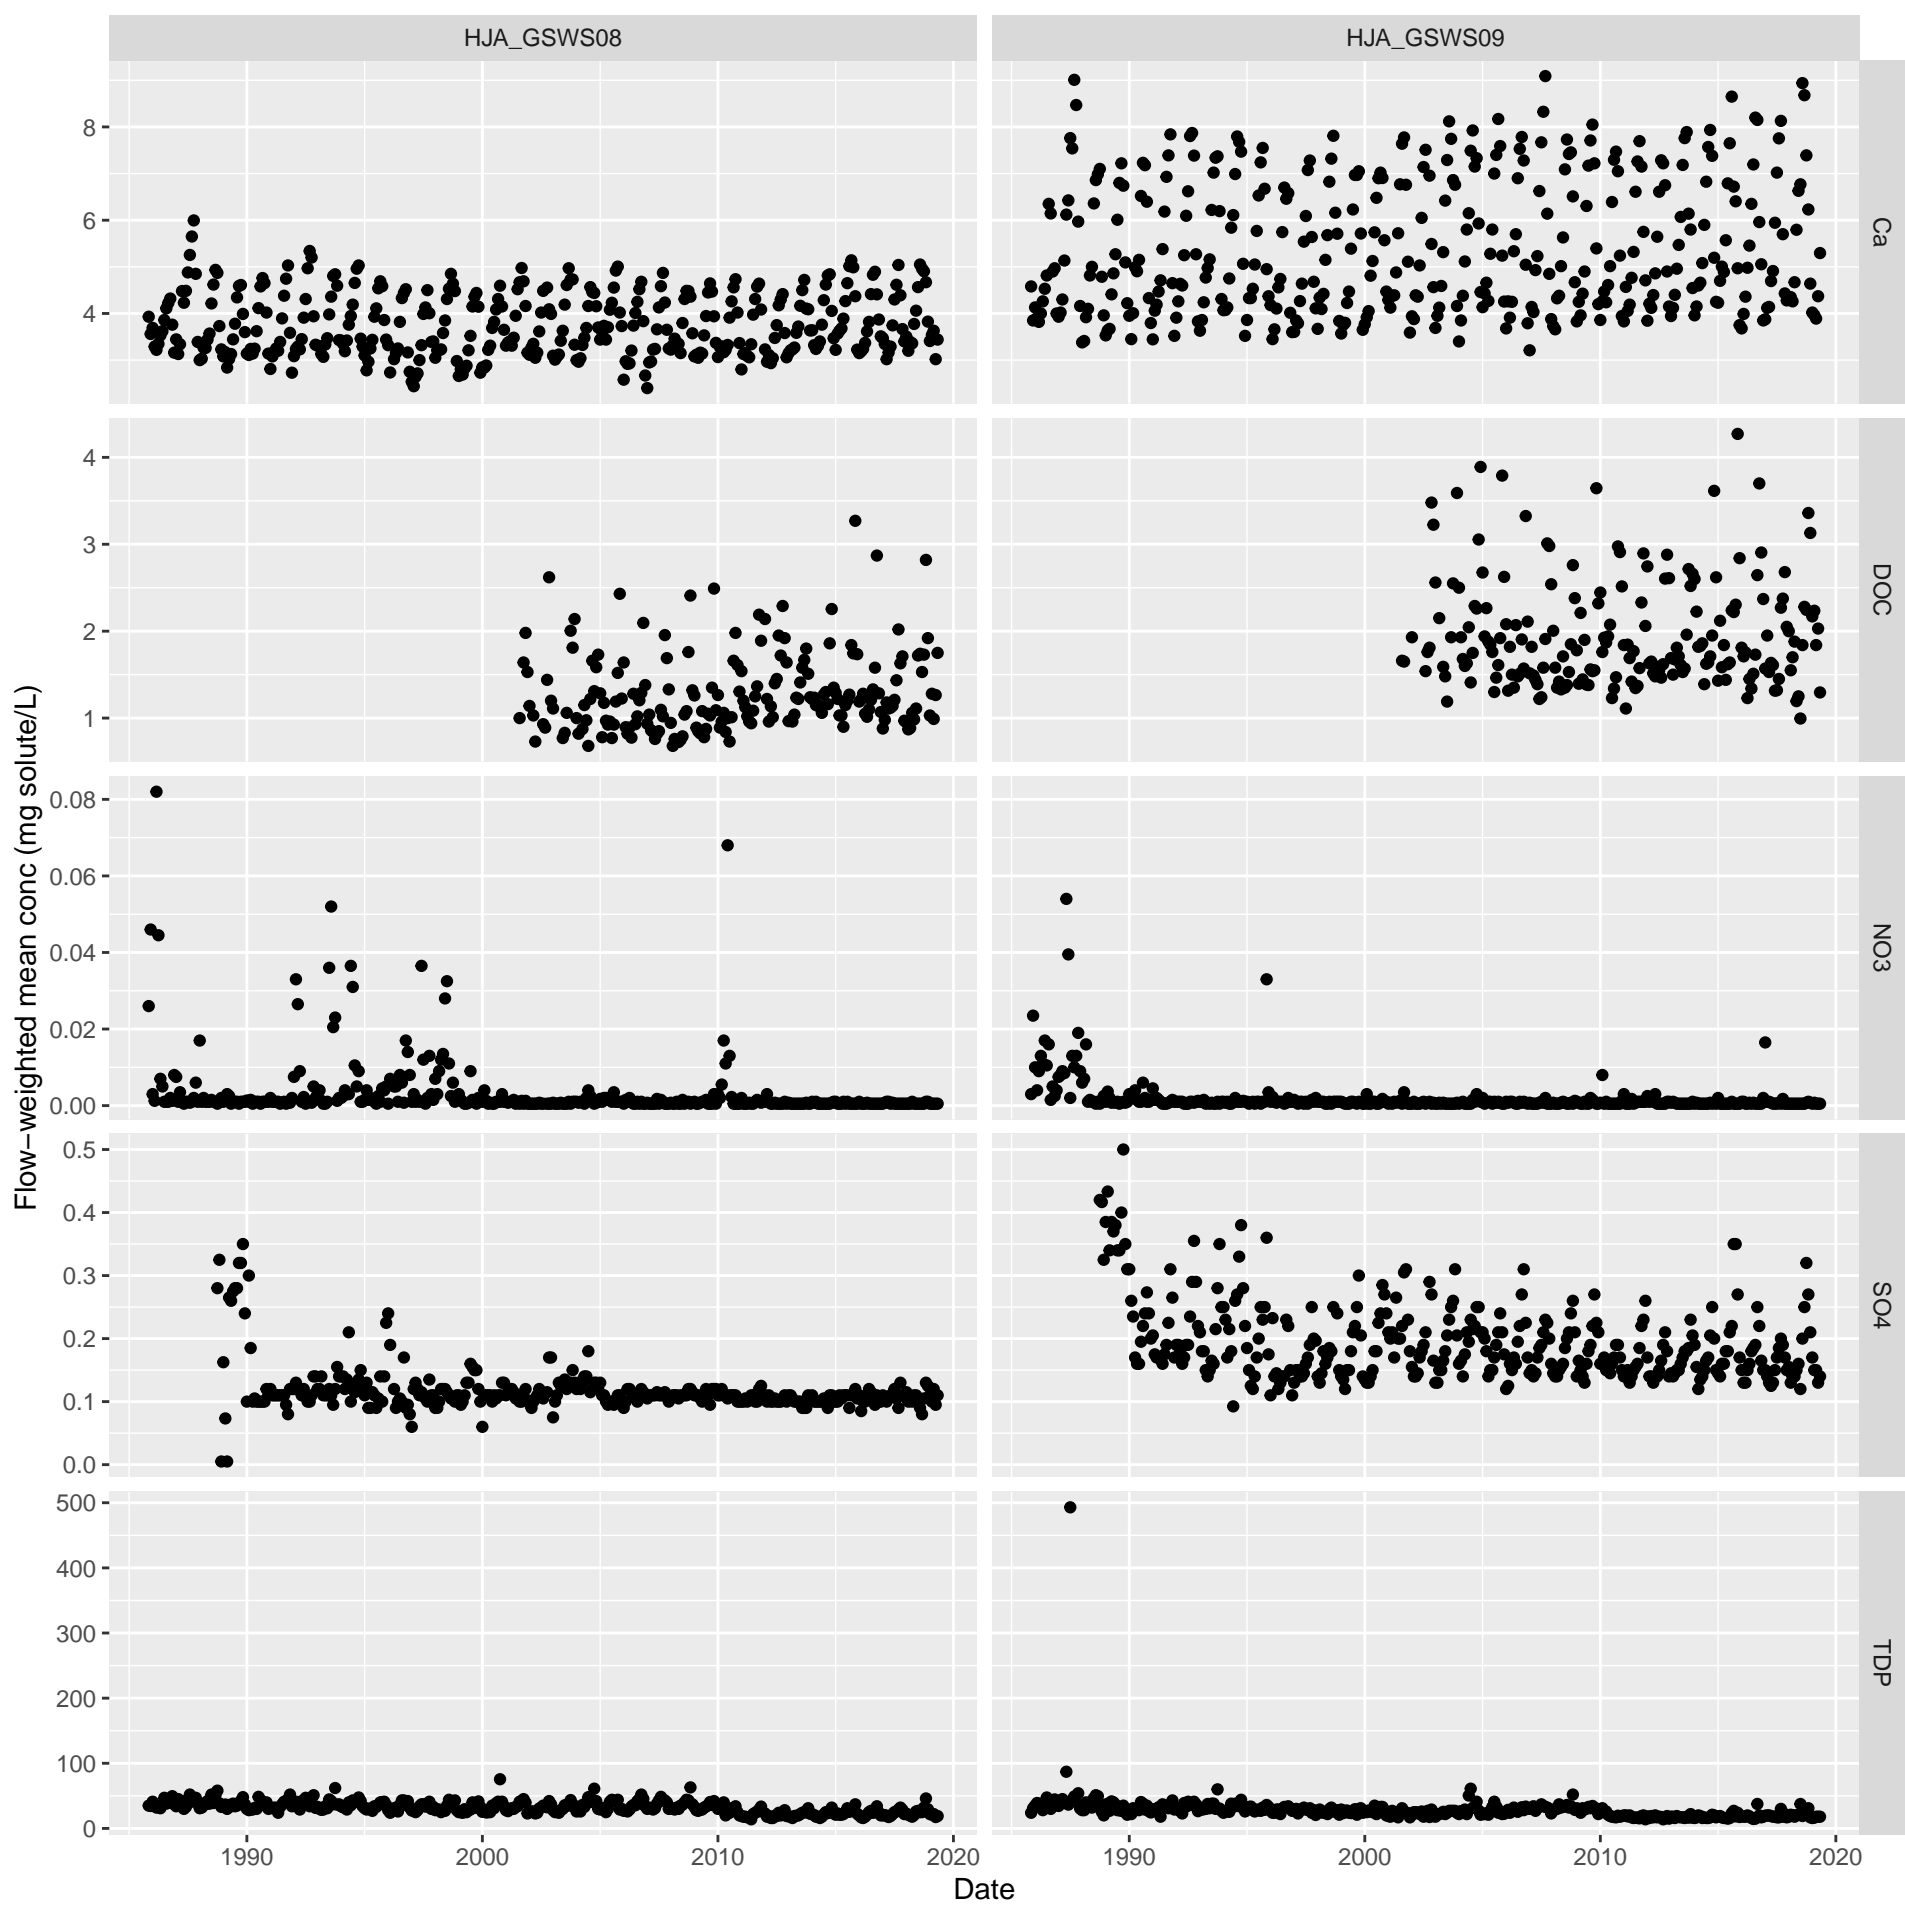 HJA_GSWS08
HJA_GSWS09
8
6
4
Ca
4
3
2
1
DOC
0.08
0.06
0.04
0.02
0.00
NO3
0.5
0.4
0.3
0.2
0.1
0.0
SO4
500
400
300
200
100
0
TDP
Flow−weighted mean conc (mg solute/L)
1990 2000 2010 2020 1990 2000 2010 2020
Date